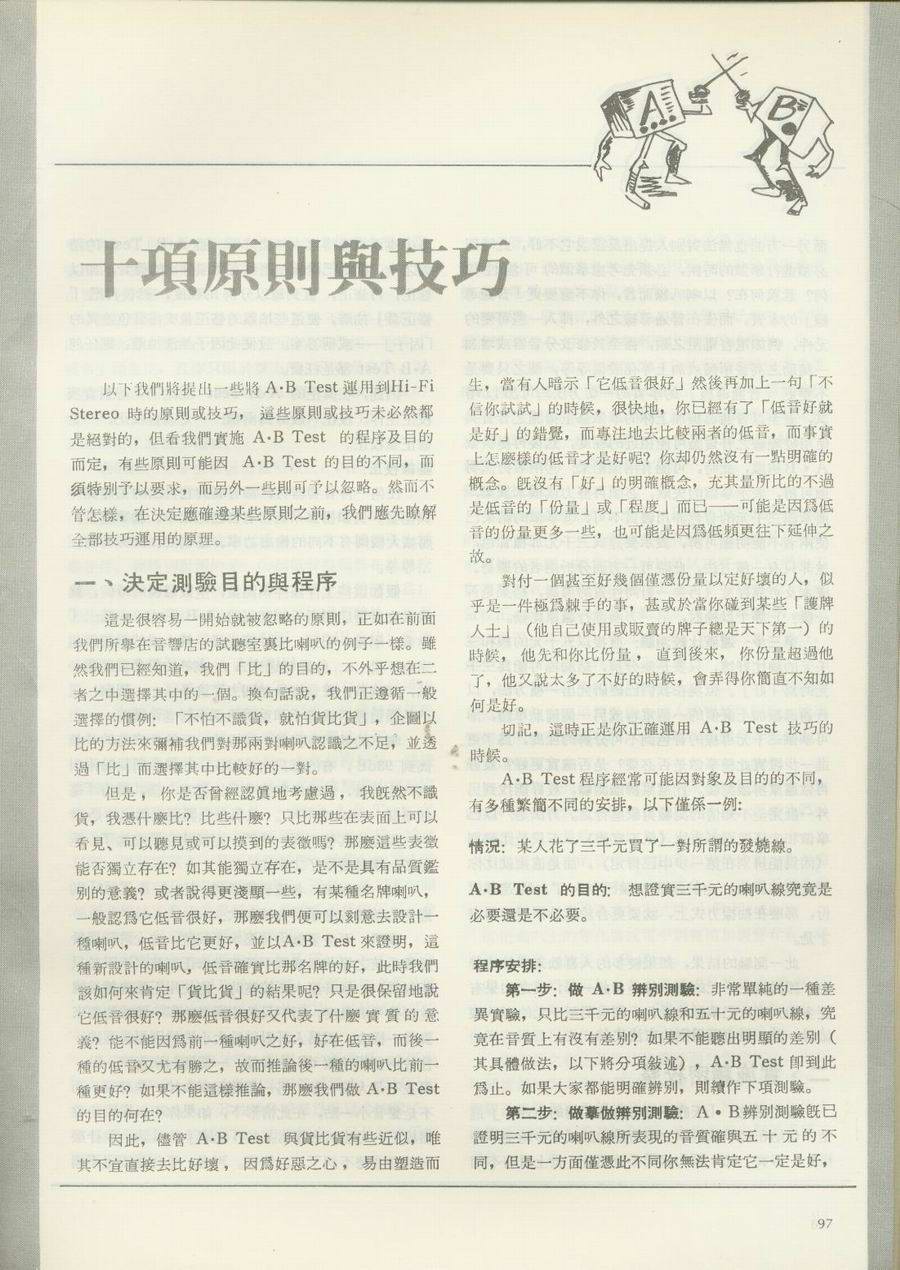 A
B
十項原則與技巧
以下我們將提出一些將 A·B Test 運用到Hi-Fi
Stereo 時的原則或技巧， 這些原則或技巧未必然都
是絕對的，但看我們實施 A·B Test 的程序及目的
而定，有些原則可能因 A·B Test 的目的不同，而
須特別予以要求，而另外一些則可予以忽略。然而不
管怎樣，在決定應確遵某些原則之前，我們應先瞭解
全部技巧運用的原理。
一、決定測驗目的與程序
這是很容易一開始就被忽略的原則，正如在前面
我們所舉在音響店的試聽室裏比喇叭的例子一樣。雖
然我們已經知道，我們「比」的目的，不外乎想在二
者之中選擇其中的一個。換句話說，我們正遵循一般
選擇的慣例：「不怕不識貨，就怕貨比貨」，企圖以
比的方法來彌補我們對那兩對喇叭認識之不足，並透
過「比」而選擇其中比較好的一對。
但是，你是否曾經認眞地考慮過，我旣然不識
貨，我憑什麼比？比些什麼？只比那些在表面上可以
看見、可以聽見或可以摸到的表徵嗎？那麼這些表徵
能否獨立存在？如其能獨立存在，是不是具有品質鑑
別的意義？或者說得更淺顯一些，有某種名牌喇叭，
一般認爲它低音很好，那麼我們便可以刻意去設計一
種喇叭，低音比它更好，並以A·B Test 來證明，這
種新設計的喇叭，低音確實比那名牌的好，此時我們
該如何來肯定「貨比貨」的結果呢？只是很保留地說
它低音很好？那麼低音很好又代表了什麼實質的意
義？能不能因爲前一種喇叭之好，好在低音，而後一
種的低音又尤有勝之，故而推論後一種的喇叭比前一
種更好？如果不能這樣推論，那麼我們做 A·B Test
的目的何在？
因此，儘管 A·B Test 與貨比貨有些近似，唯
其不宜直接去比好壞，因爲好惡之心，易由塑造而
生，當有人暗示「它低音很好」然後再加上一句「不
信你試試」的時候，很快地，你已經有了「低音好就
是好」的錯覺，而專注地去比較兩者的低音，而事實
上怎麼樣的低音才是好呢？你却仍然沒有一點明確的
概念。旣沒有「好」的明確概念，充其量所比的不過
是低音的「份量」或「程度」而已——可能是因爲低
音的份量更多一些，也可能是因爲低頻更往下延伸之
故。
對付一個甚至好幾個僅憑份量以定好壞的人，似
乎是一件極爲棘手的事，甚或於當你碰到某些「護牌
人士」（他自己使用或販賣的牌子總是天下第一）的
時候，他先和你比份量，直到後來，你份量超過他
了，他又說太多了不好的時候，會弄得你簡直不知如
何是好。
切記，這時正是你正確運用 A·B Test 技巧的
時候。
A·B Test 程序經常可能因對象及目的的不同，
有多種繁簡不同的安排，以下僅係一例：
情況：某人花了三千元買了一對所謂的發燒線。
A·B Test 的目的： 想證實三千元的喇叭線究竟是
必要還是不必要。
程序安排：
第一步：做 A·B 辨別測驗：非常單純的一種差
異實驗，只比三千元的喇叭線和五十元的喇叭線，究
竟在音質上有沒有差別？如果不能聽出明顯的差別（
其具體做法，以下將分項敍述），A·B Test 卽到此
爲止。如果大家都能明確辨別，則續作下項測驗。
第二步：做摹倣辨別測驗： A·B辨別測驗旣已
證明三千元的喇叭線所表現的音質確與五十元的不
同，但是一方面僅憑此不同你無法肯定它一定是好，
97